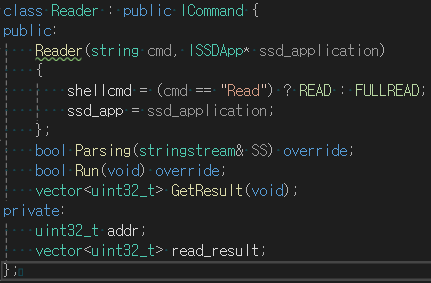 class Reader : public ICommand {
public:
    Reader(string cmd, ISSDApp* ssd_application)
    {
        shellcmd = (cmd == "Read") ? READ : FULLREAD;
        ssd_app = ssd_application;
    };
    bool Parsing(stringstream& SS) override;
    bool Run(void) override;
    vector<uint32_t> GetResult(void);
private:
    uint32_t addr;
    vector<uint32_t> read_result;
};